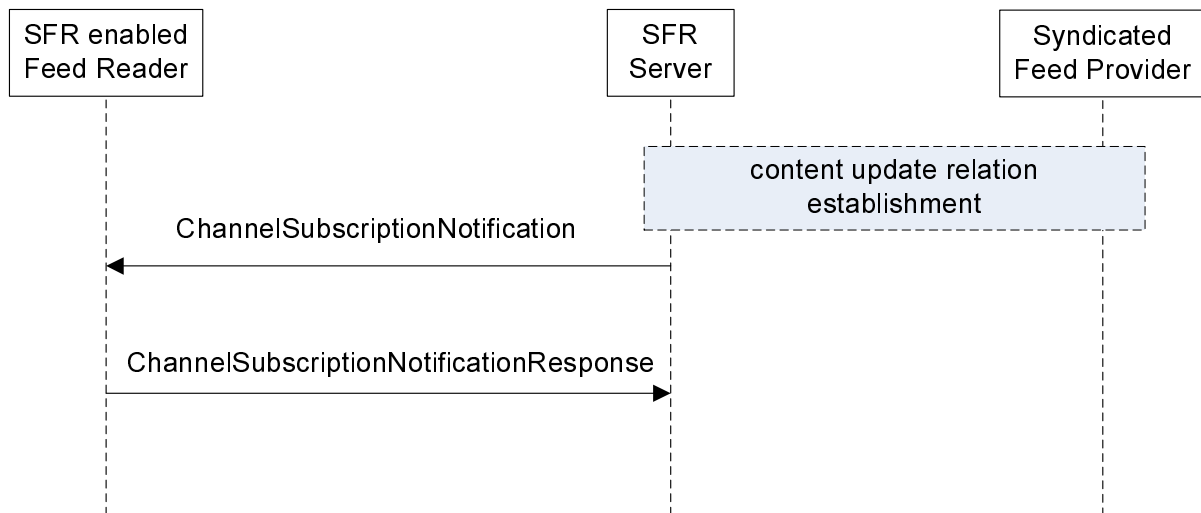 SFR enabled
Feed Reader
SFR
Server
Syndicated
Feed Provider
content update relation
establishment
ChannelSubscriptionNotification
ChannelSubscriptionNotificationResponse